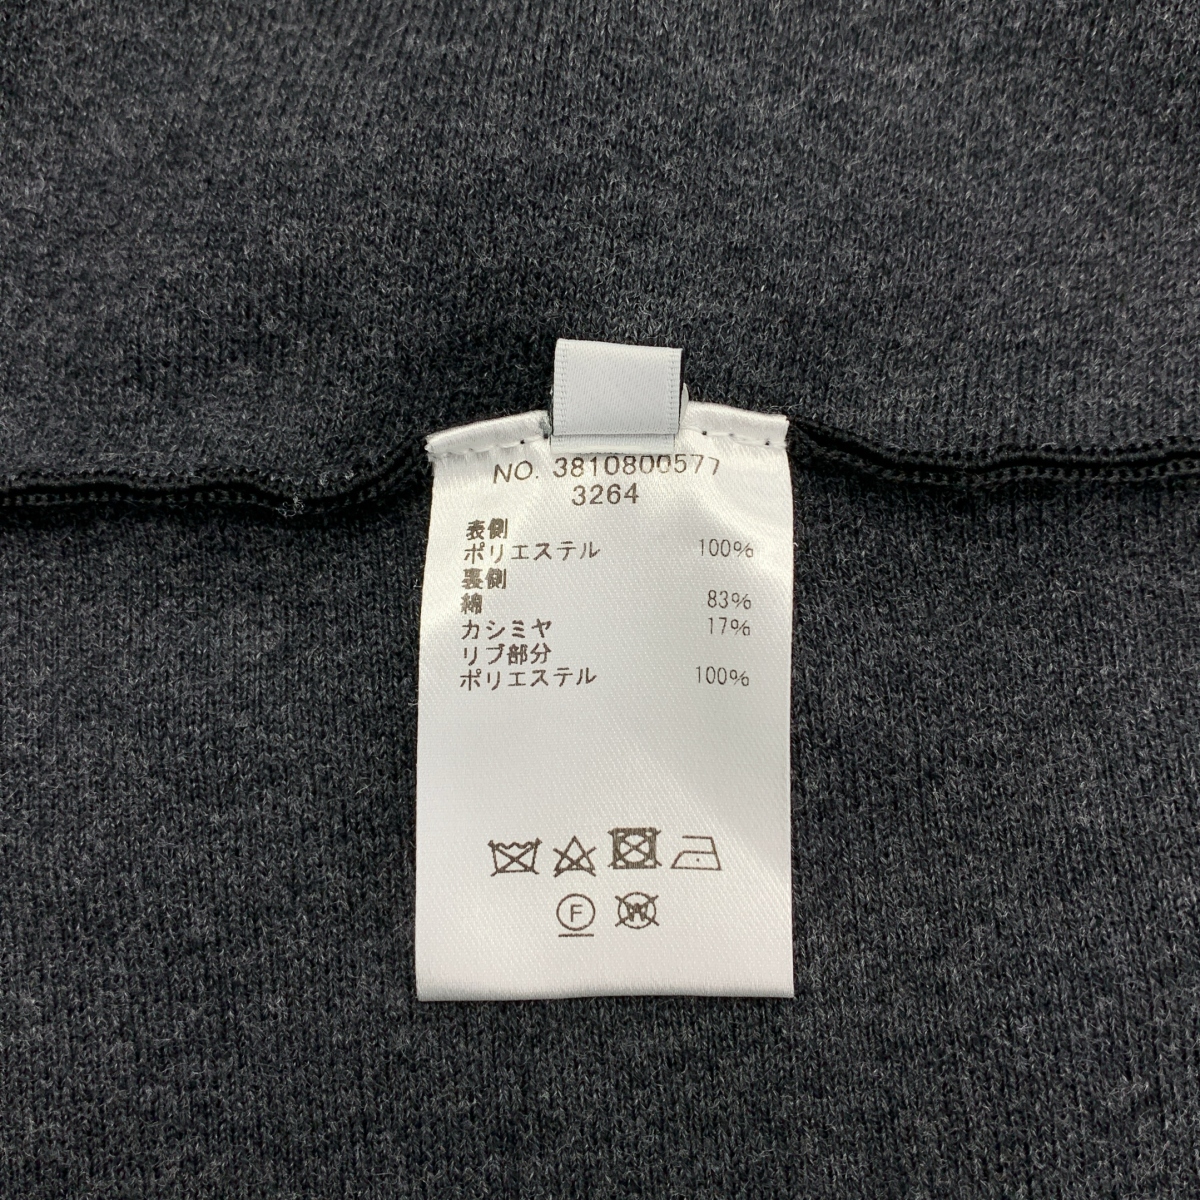 NO. 3810800577
3264
表側
ポリエステル 100%
裏側
綿 83%
カシミヤ 17%
リブ部分
ポリエステル 100%
F W